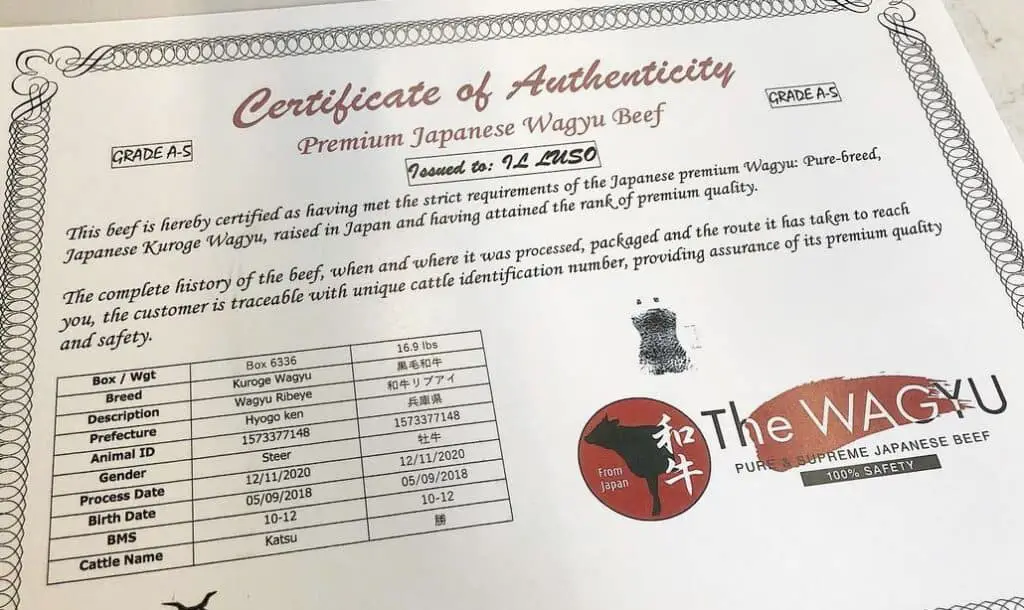 Certificate of Authenticity
Premium Japanese Wagyu Beef
GRADE A-5
GRADE A-5
Issued to: IL LUSO
This beef is hereby certified as having met the strict requirements of the Japanese premium Wagyu: Pure-breed,
Japanese Kuroge Wagyu, raised in Japan and having attained the rank of premium quality.
The complete history of the beef, when and where it was processed, packaged and the route it has taken to reach
you, the customer is traceable with unique cattle identification number, providing assurance of its premium quality
and safety.
Box / Wgt Box 6336 16.9 lbs
Breed Kuroge Wagyu 黒毛和牛
Description Wagyu Ribeye 和牛リブアイ
Prefecture Hyogo ken 兵庫県
Animal ID 1573377148 1573377148
Gender Steer 牡牛
Process Date 12/11/2020 12/11/2020
Birth Date 05/09/2018 05/09/2018
BMS 10-12 10-12
Cattle Name Katsu 勝
和牛
From
Japan
The WAGYU
PURE & SUPREME JAPANESE BEEF
100% SAFETY